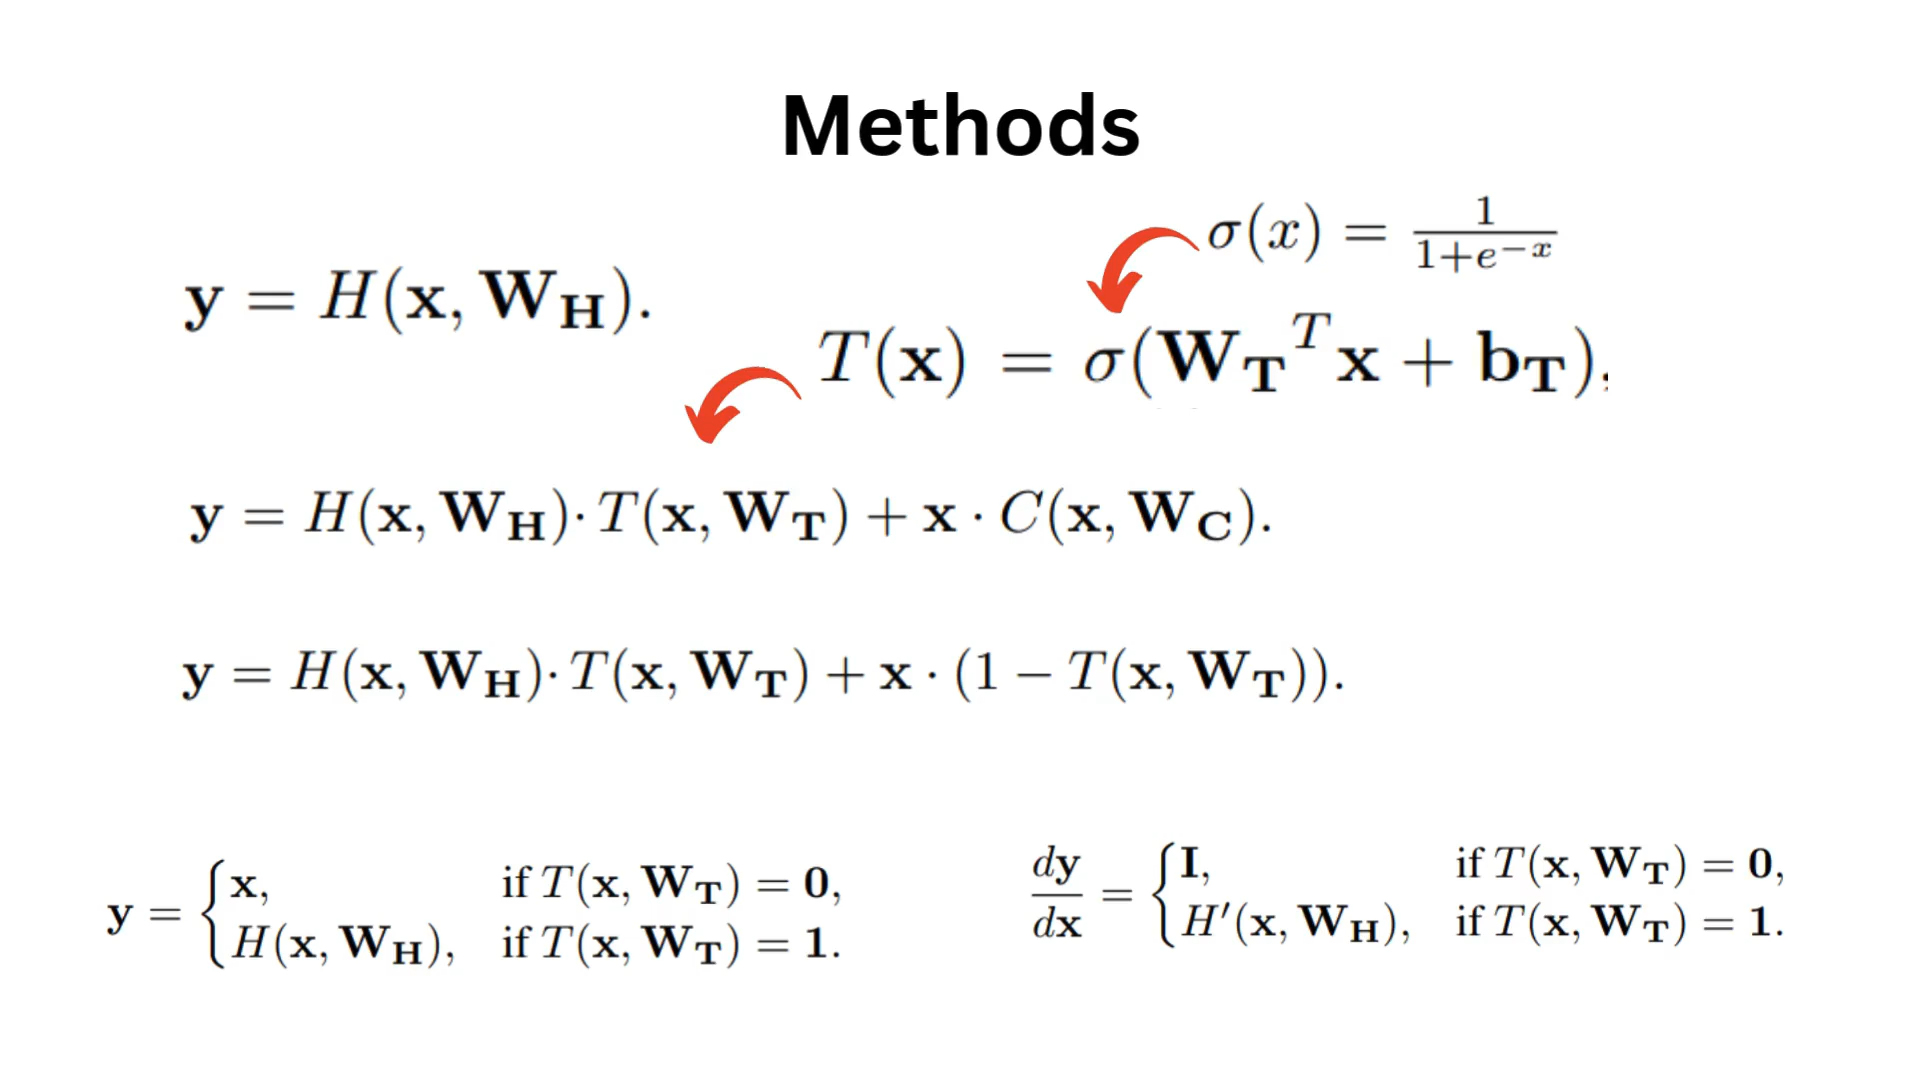 Methods
σ(x) = 1/(1+e^{−x})
𝐲 = H(𝐱, 𝐖_𝐇).
T(𝐱) = σ(𝐖_𝐓^T 𝐱 + 𝐛_𝐓),
𝐲 = H(𝐱, 𝐖_𝐇)· T(𝐱, 𝐖_𝐓) + 𝐱 · C(𝐱, 𝐖_𝐂).
𝐲 = H(𝐱, 𝐖_𝐇)· T(𝐱, 𝐖_𝐓) + 𝐱 · (1 − T(𝐱, 𝐖_𝐓)).
𝐲 = { 𝐱, if T(𝐱, 𝐖_𝐓) = 𝟎,
H(𝐱, 𝐖_𝐇), if T(𝐱, 𝐖_𝐓) = 𝟏.
d𝐲/d𝐱 = { 𝐈, if T(𝐱, 𝐖_𝐓) = 𝟎,
H′(𝐱, 𝐖_𝐇), if T(𝐱, 𝐖_𝐓) = 𝟏.